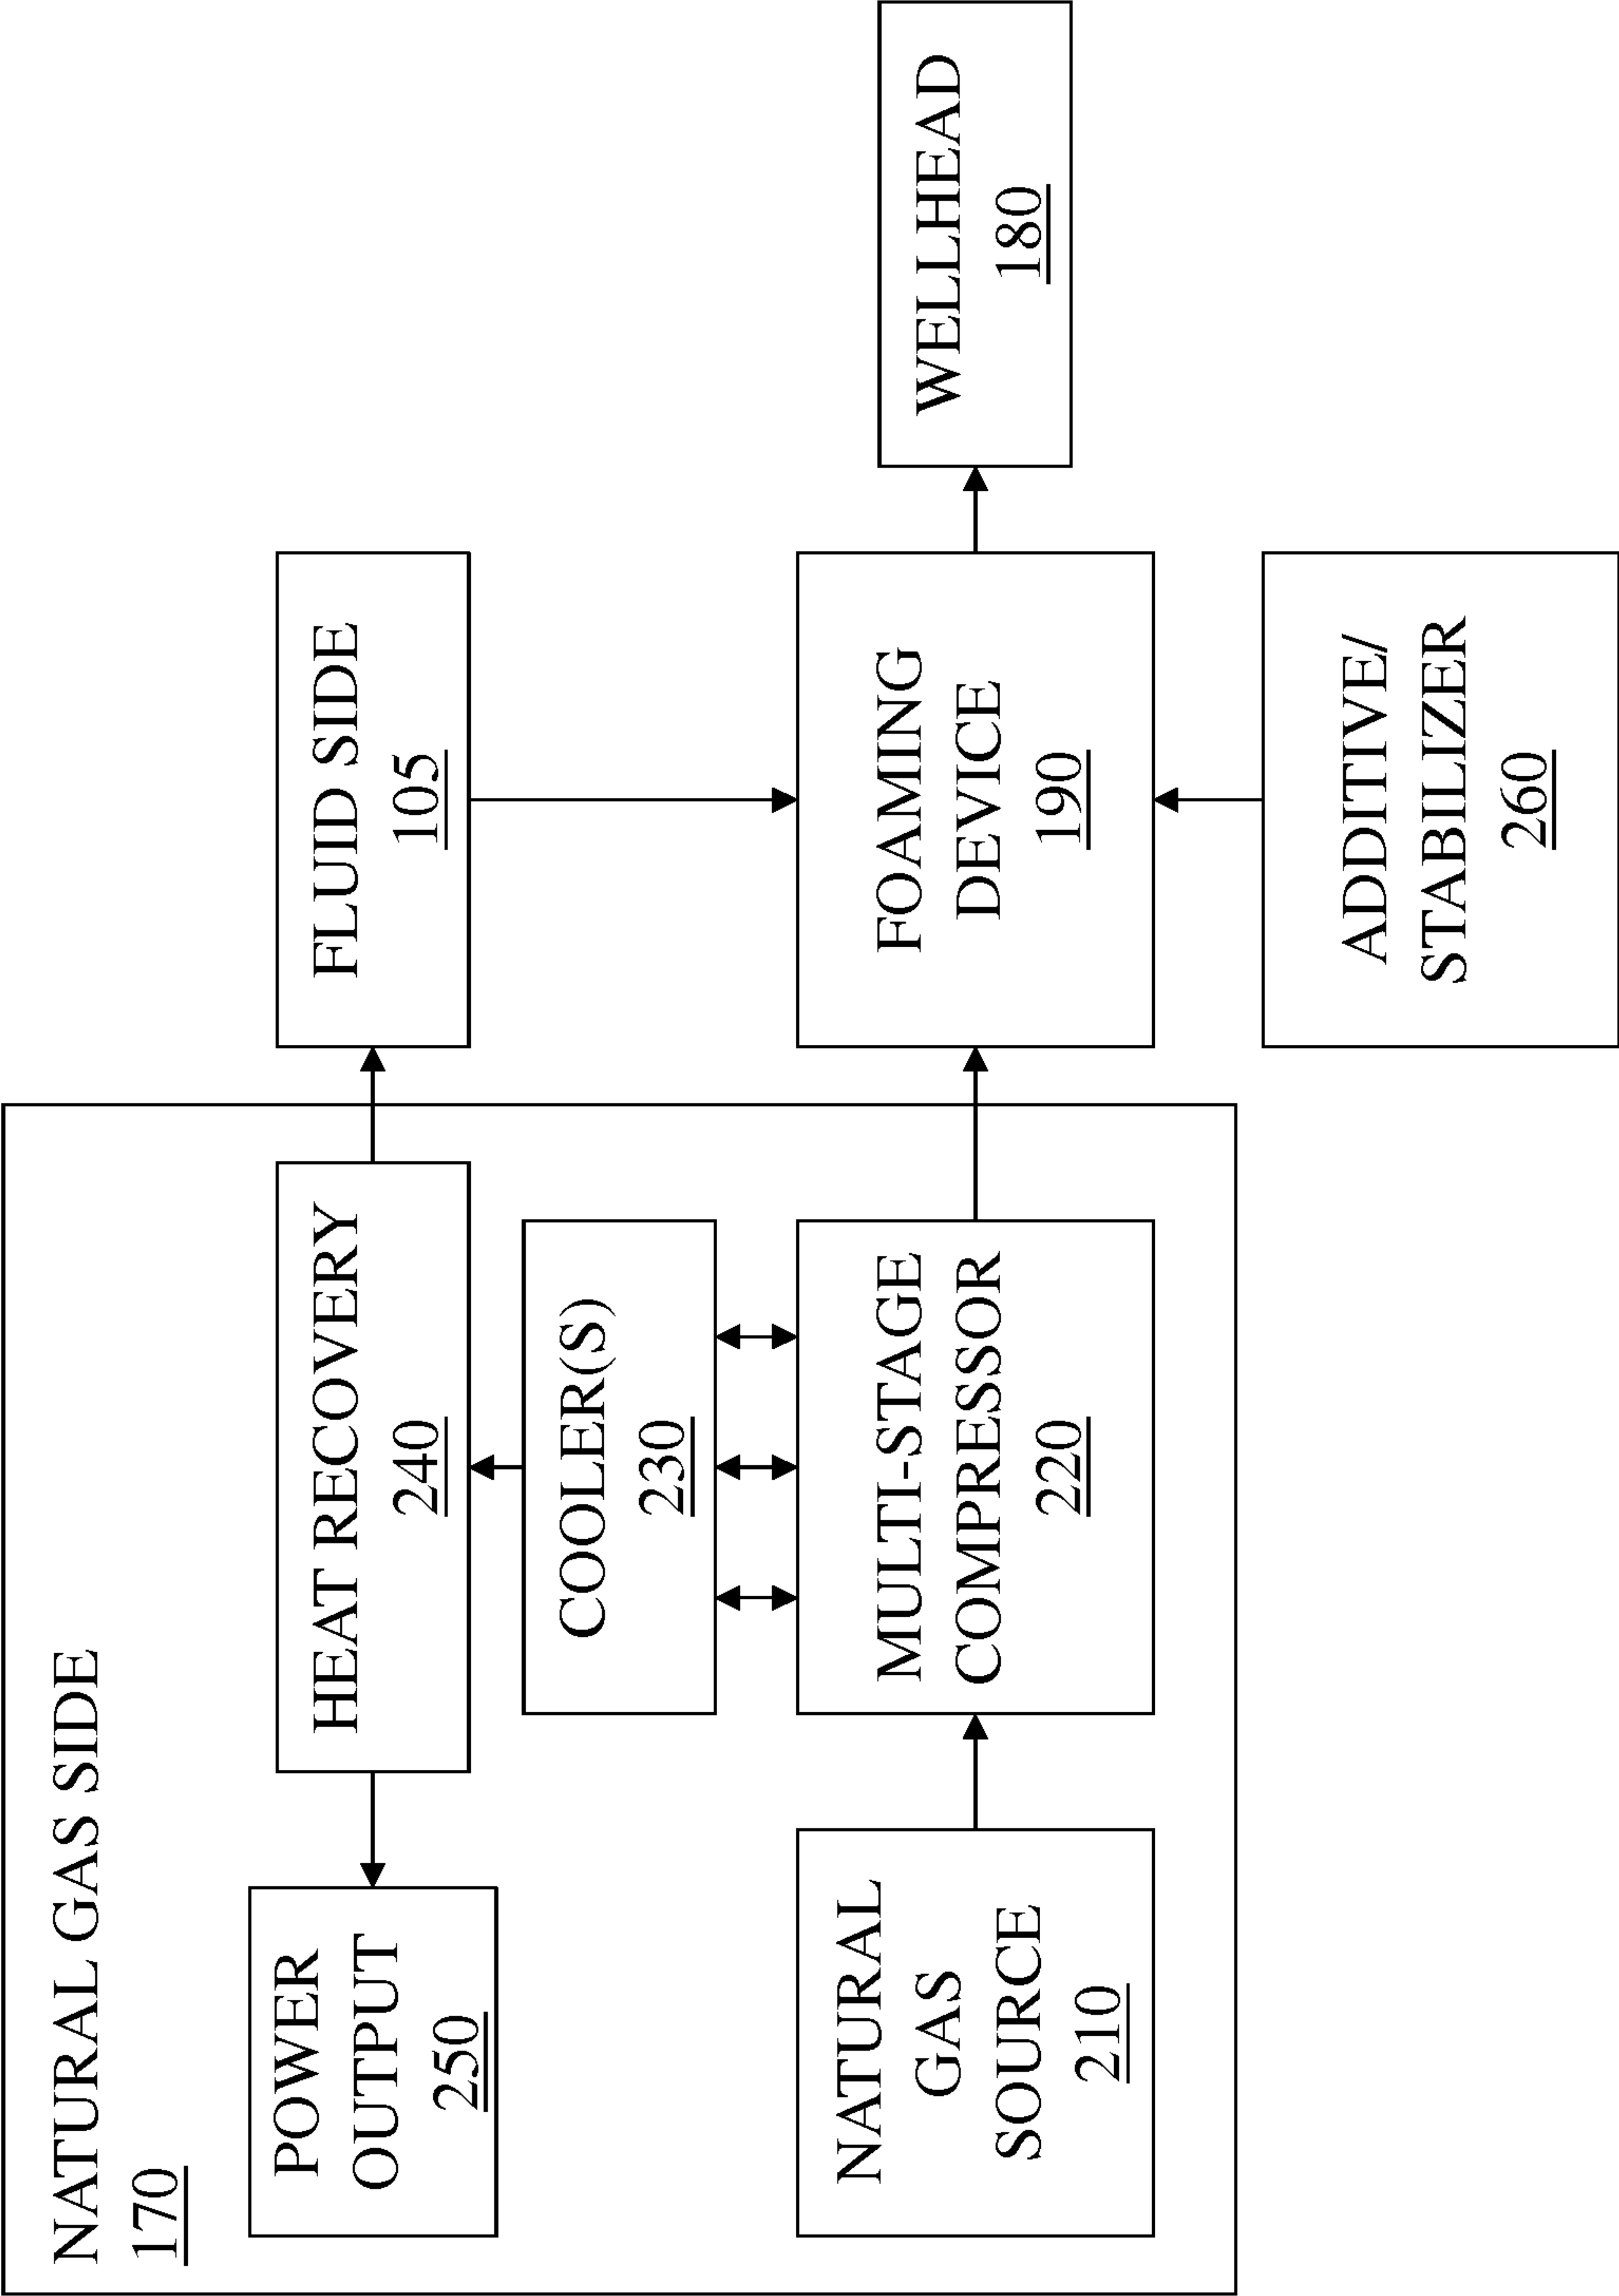 NATURAL GAS SIDE
170
POWER
OUTPUT
250
HEAT RECOVERY
240
FLUID SIDE
105
COOLER(S)
230
NATURAL
GAS
SOURCE
210
MULTI-STAGE
COMPRESSOR
220
FOAMING
DEVICE
190
WELLHEAD
180
ADDITIVE/
STABILIZER
260